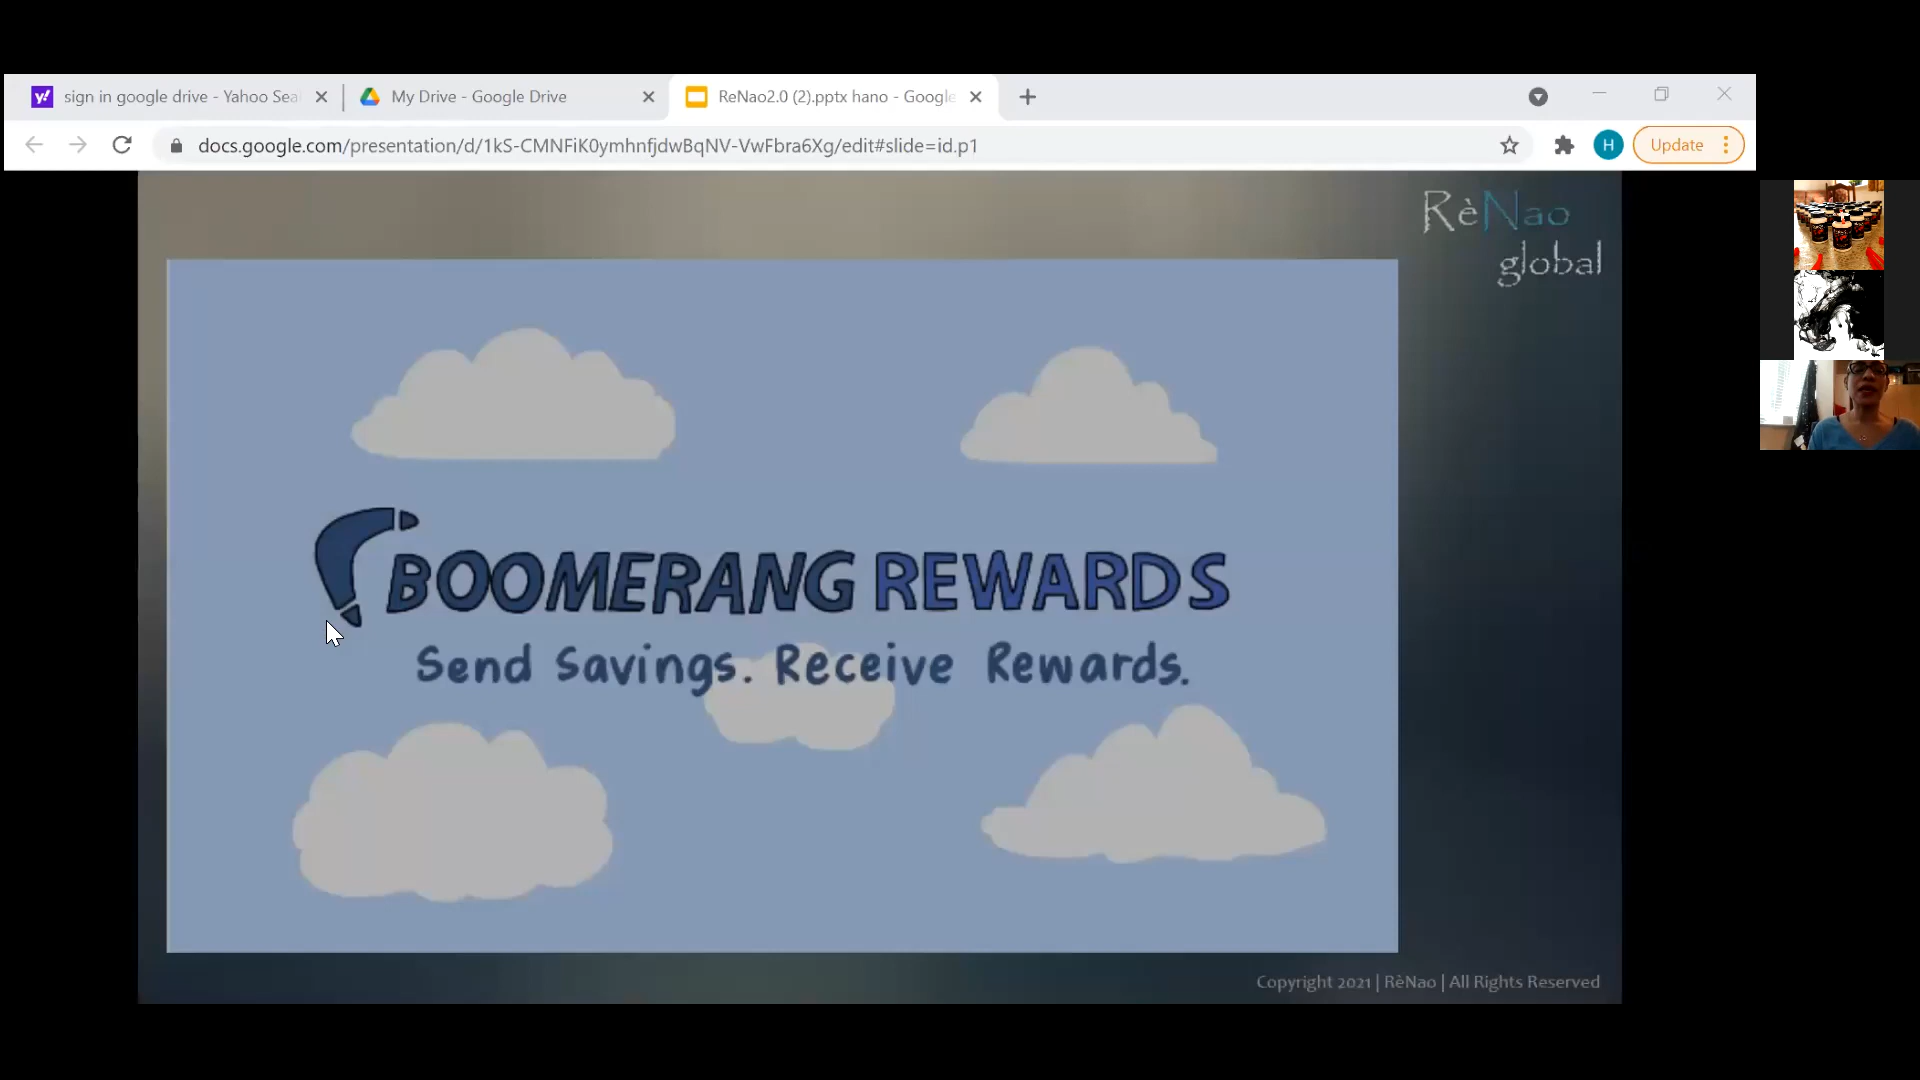 sign in google drive - Yahoo Sea
My Drive - Google Drive
ReNao2.0 (2).pptx hano - Google
docs.google.com/presentation/d/1kS-CMNFiK0ymhnfjdwBqNV-VwFbra6Xg/edit#slide=id.p1
H
Update
RèNao
global
BOOMERANG REWARDS
Send Savings. Receive Rewards.
Copyright 2021 | RèNao | All Rights Reserved